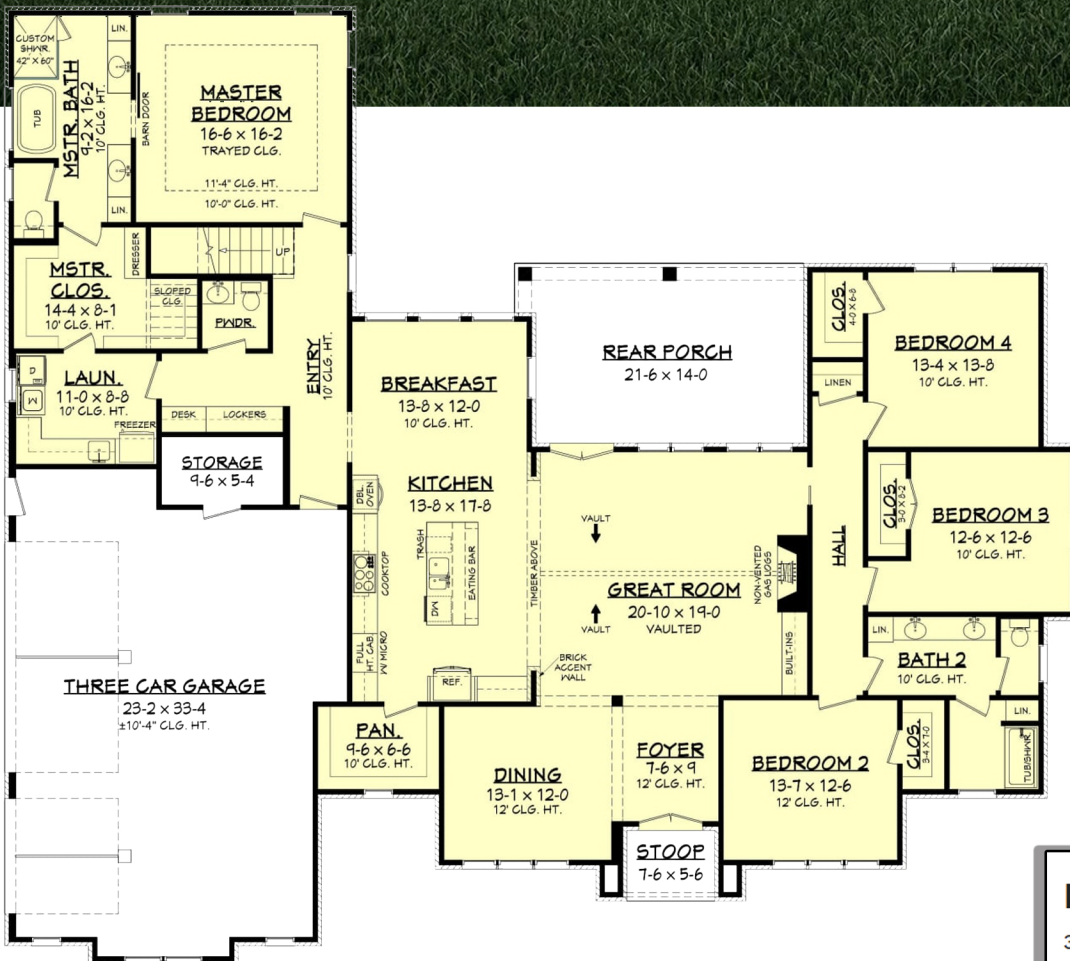 CUSTOM
SHWR.
42" X 60"
TUB
MSTR. BATH
9-2 x 16-2
10' CLG. HT.
LIN.
LIN.
BARN DOOR
MASTER
BEDROOM
16-6 x 16-2
TRAYED CLG.
11'-4" CLG. HT.
10'-0" CLG. HT.
MSTR.
CLOS.
14-4 x 8-1
10' CLG. HT.
DRESSER
SLOPED
CLG.
UP
PWDR.
ENTRY
10' CLG. HT.
D
W
LAUN.
11-0 x 8-8
10' CLG. HT.
FREEZER
DESK
LOCKERS
STORAGE
9-6 x 5-4
BREAKFAST
13-8 x 12-0
10' CLG. HT.
KITCHEN
13-8 x 17-8
DBL.
OVEN
COOKTOP
TRASH
DW
EATING BAR
FULL
HT. CAB.
W/ MICRO
REF.
TIMBER ABOVE
REAR PORCH
21-6 x 14-0
VAULT
GREAT ROOM
20-10 x 19-0
VAULTED
VAULT
NON-VENTED
GAS LOGS
BUILT-INS
BRICK
ACCENT
WALL
HALL
CLOS.
4-0 x 6-8
LINEN
BEDROOM 4
13-4 x 13-8
10' CLG. HT.
CLOS.
3-0 x 8-2
BEDROOM 3
12-6 x 12-6
10' CLG. HT.
LIN.
BATH 2
10' CLG. HT.
LIN.
TUB/SHWR.
CLOS.
3-4 x 7-0
BEDROOM 2
13-7 x 12-6
12' CLG. HT.
THREE CAR GARAGE
23-2 x 33-4
±10'-4" CLG. HT.
PAN.
9-6 x 6-6
10' CLG. HT.
DINING
13-1 x 12-0
12' CLG. HT.
FOYER
7-6 x 9
12' CLG. HT.
STOOP
7-6 x 5-6